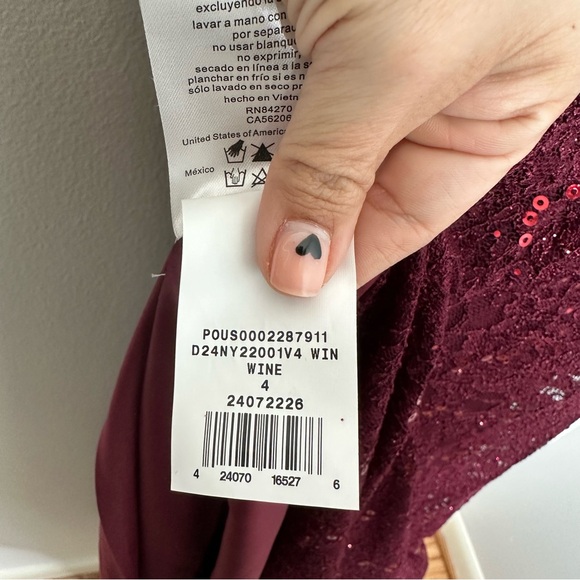 excluyendo la
lavar a mano con
por separa
no usar blanqu
no exprimir,
secado en línea a la s
planchar en frío si es n
sólo lavado en seco pr
hecho en Vietn
RN84270
CA56206
United States of America
México
POUS0002287911
D24NY22001V4 WIN
WINE
4
24072226
4 24070 16527 6